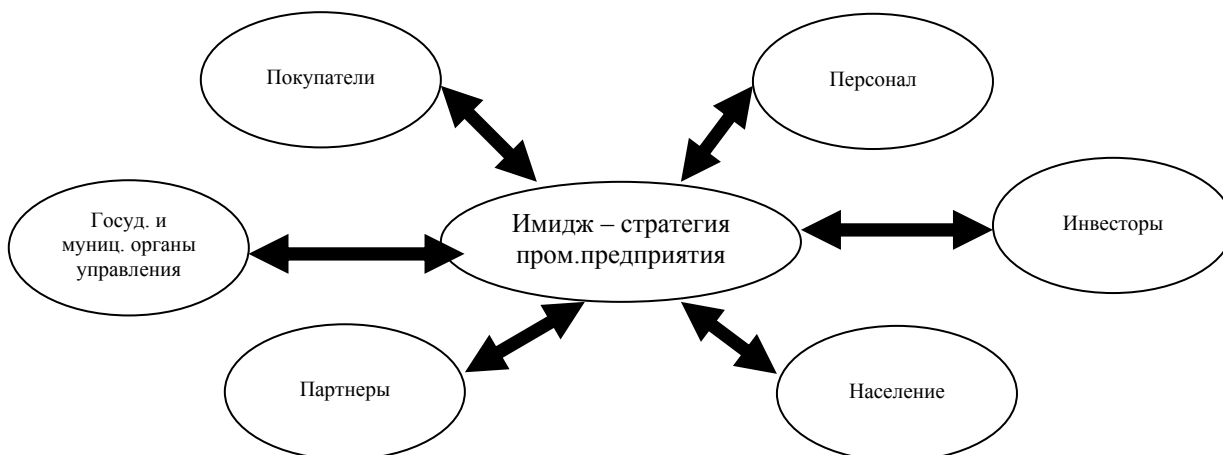 Покупатели
Персонал
Госуд. и
муниц. органы
управления
Имидж – стратегия
пром.предприятия
Инвесторы
Партнеры
Население